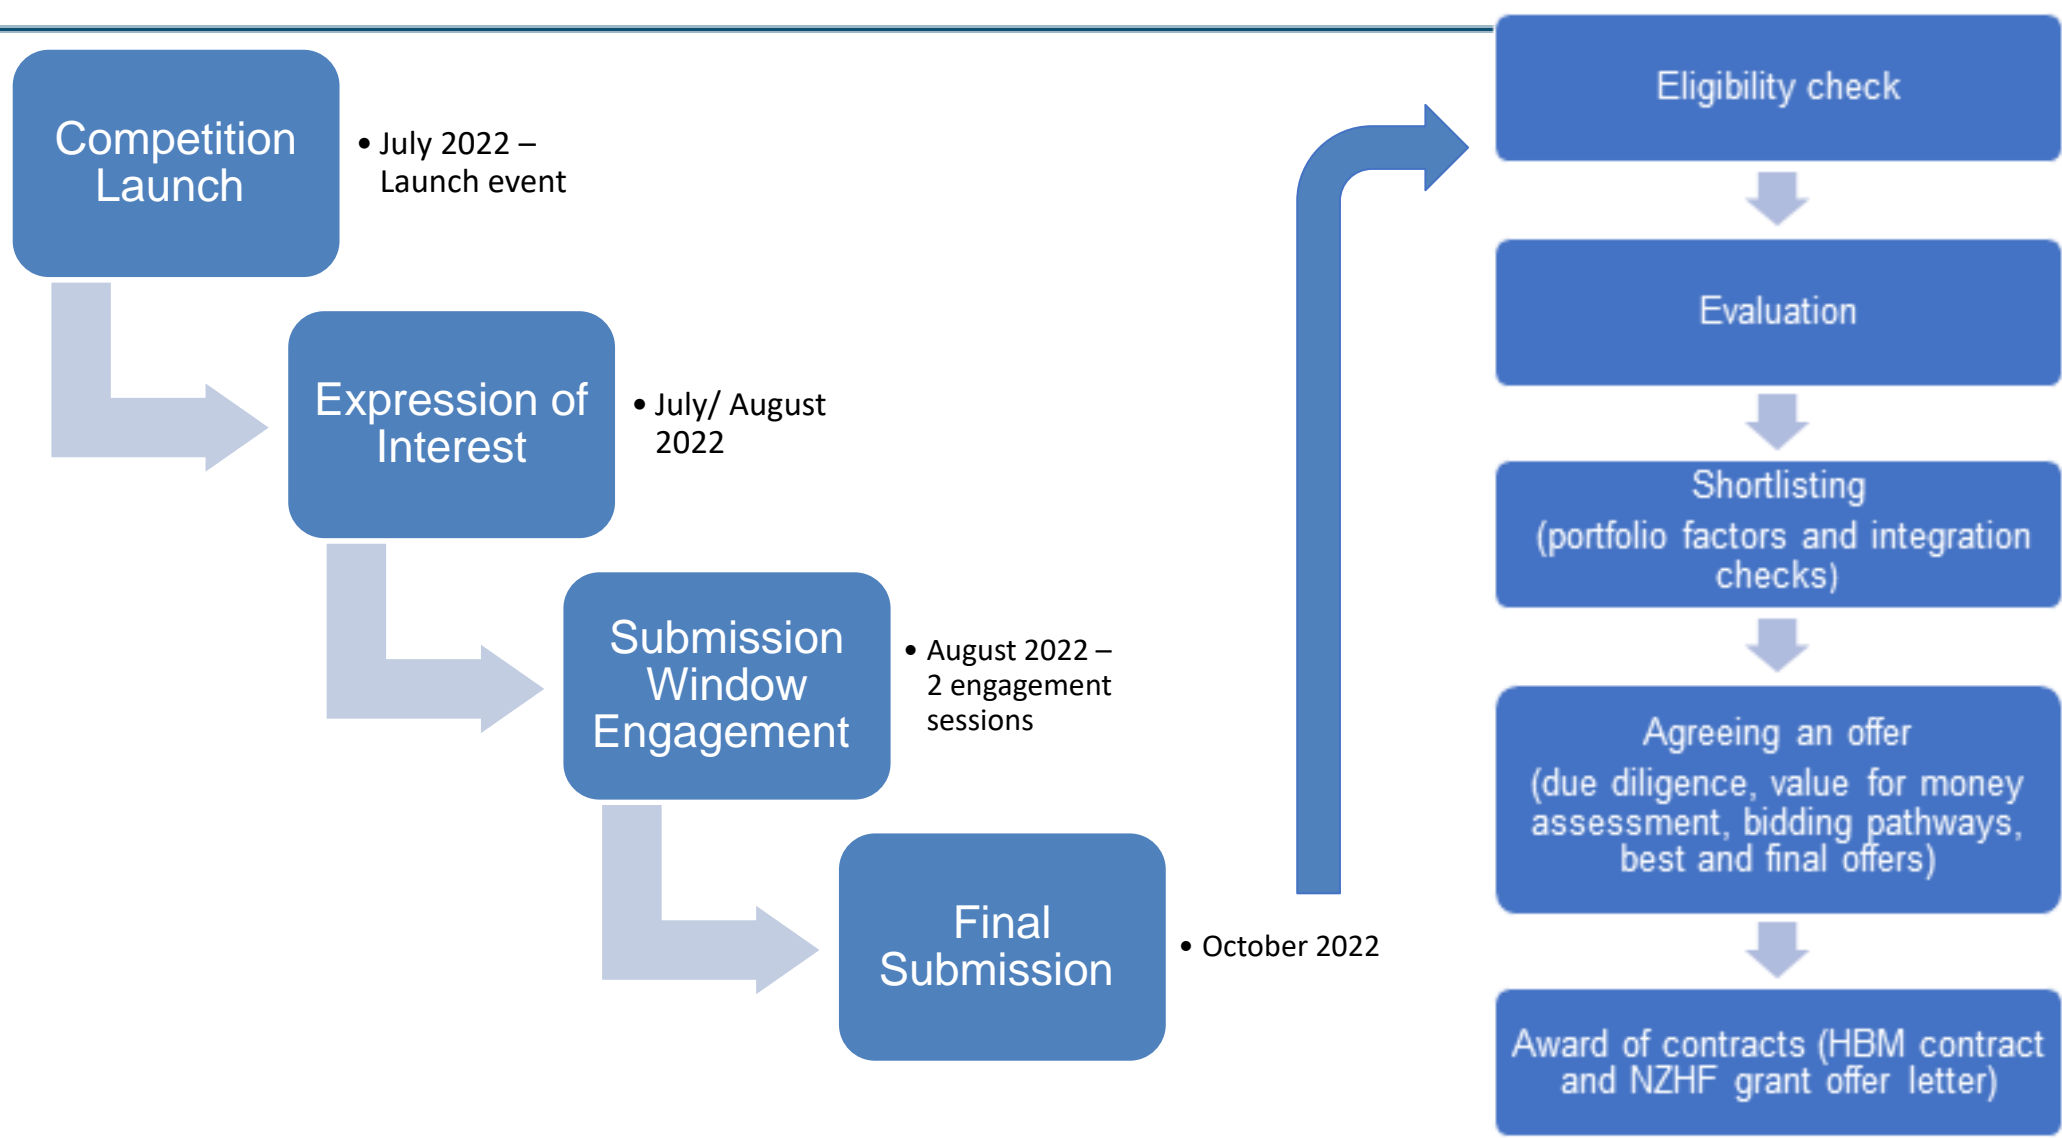 Competition
Launch
• July 2022 –
Launch event
Expression of
Interest
• July/ August
2022
Submission
Window
Engagement
• August 2022 –
2 engagement
sessions
Final
Submission
• October 2022
Eligibility check
Evaluation
Shortlisting
(portfolio factors and integration
checks)
Agreeing an offer
(due diligence, value for money
assessment, bidding pathways,
best and final offers)
Award of contracts (HBM contract
and NZHF grant offer letter)